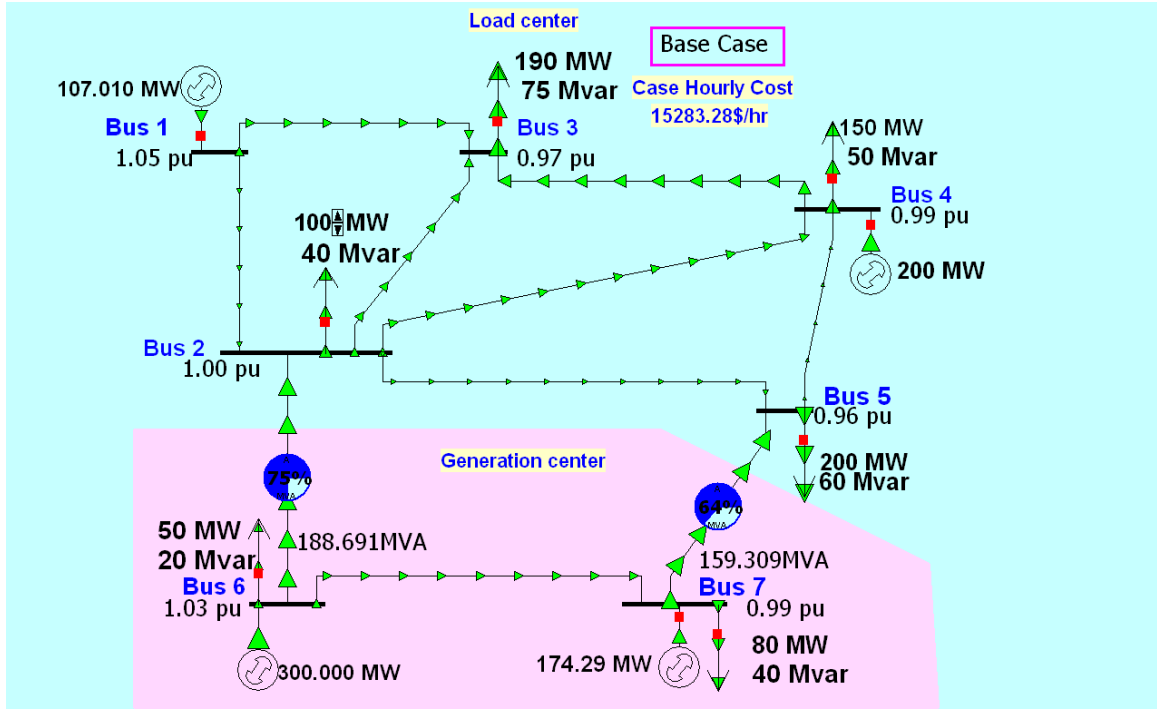 Load center
Base Case
190 MW
75 Mvar
Case Hourly Cost
15283.28$/hr
107.010 MW
Bus 1
1.05 pu
Bus 3
0.97 pu
150 MW
50 Mvar
Bus 4
0.99 pu
200 MW
100 MW
40 Mvar
Bus 2
1.00 pu
Bus 5
0.96 pu
200 MW
60 Mvar
Generation center
75%
MVA
64%
MVA
188.691MVA
159.309MVA
50 MW
20 Mvar
Bus 6
1.03 pu
300.000 MW
Bus 7
0.99 pu
174.29 MW
80 MW
40 Mvar